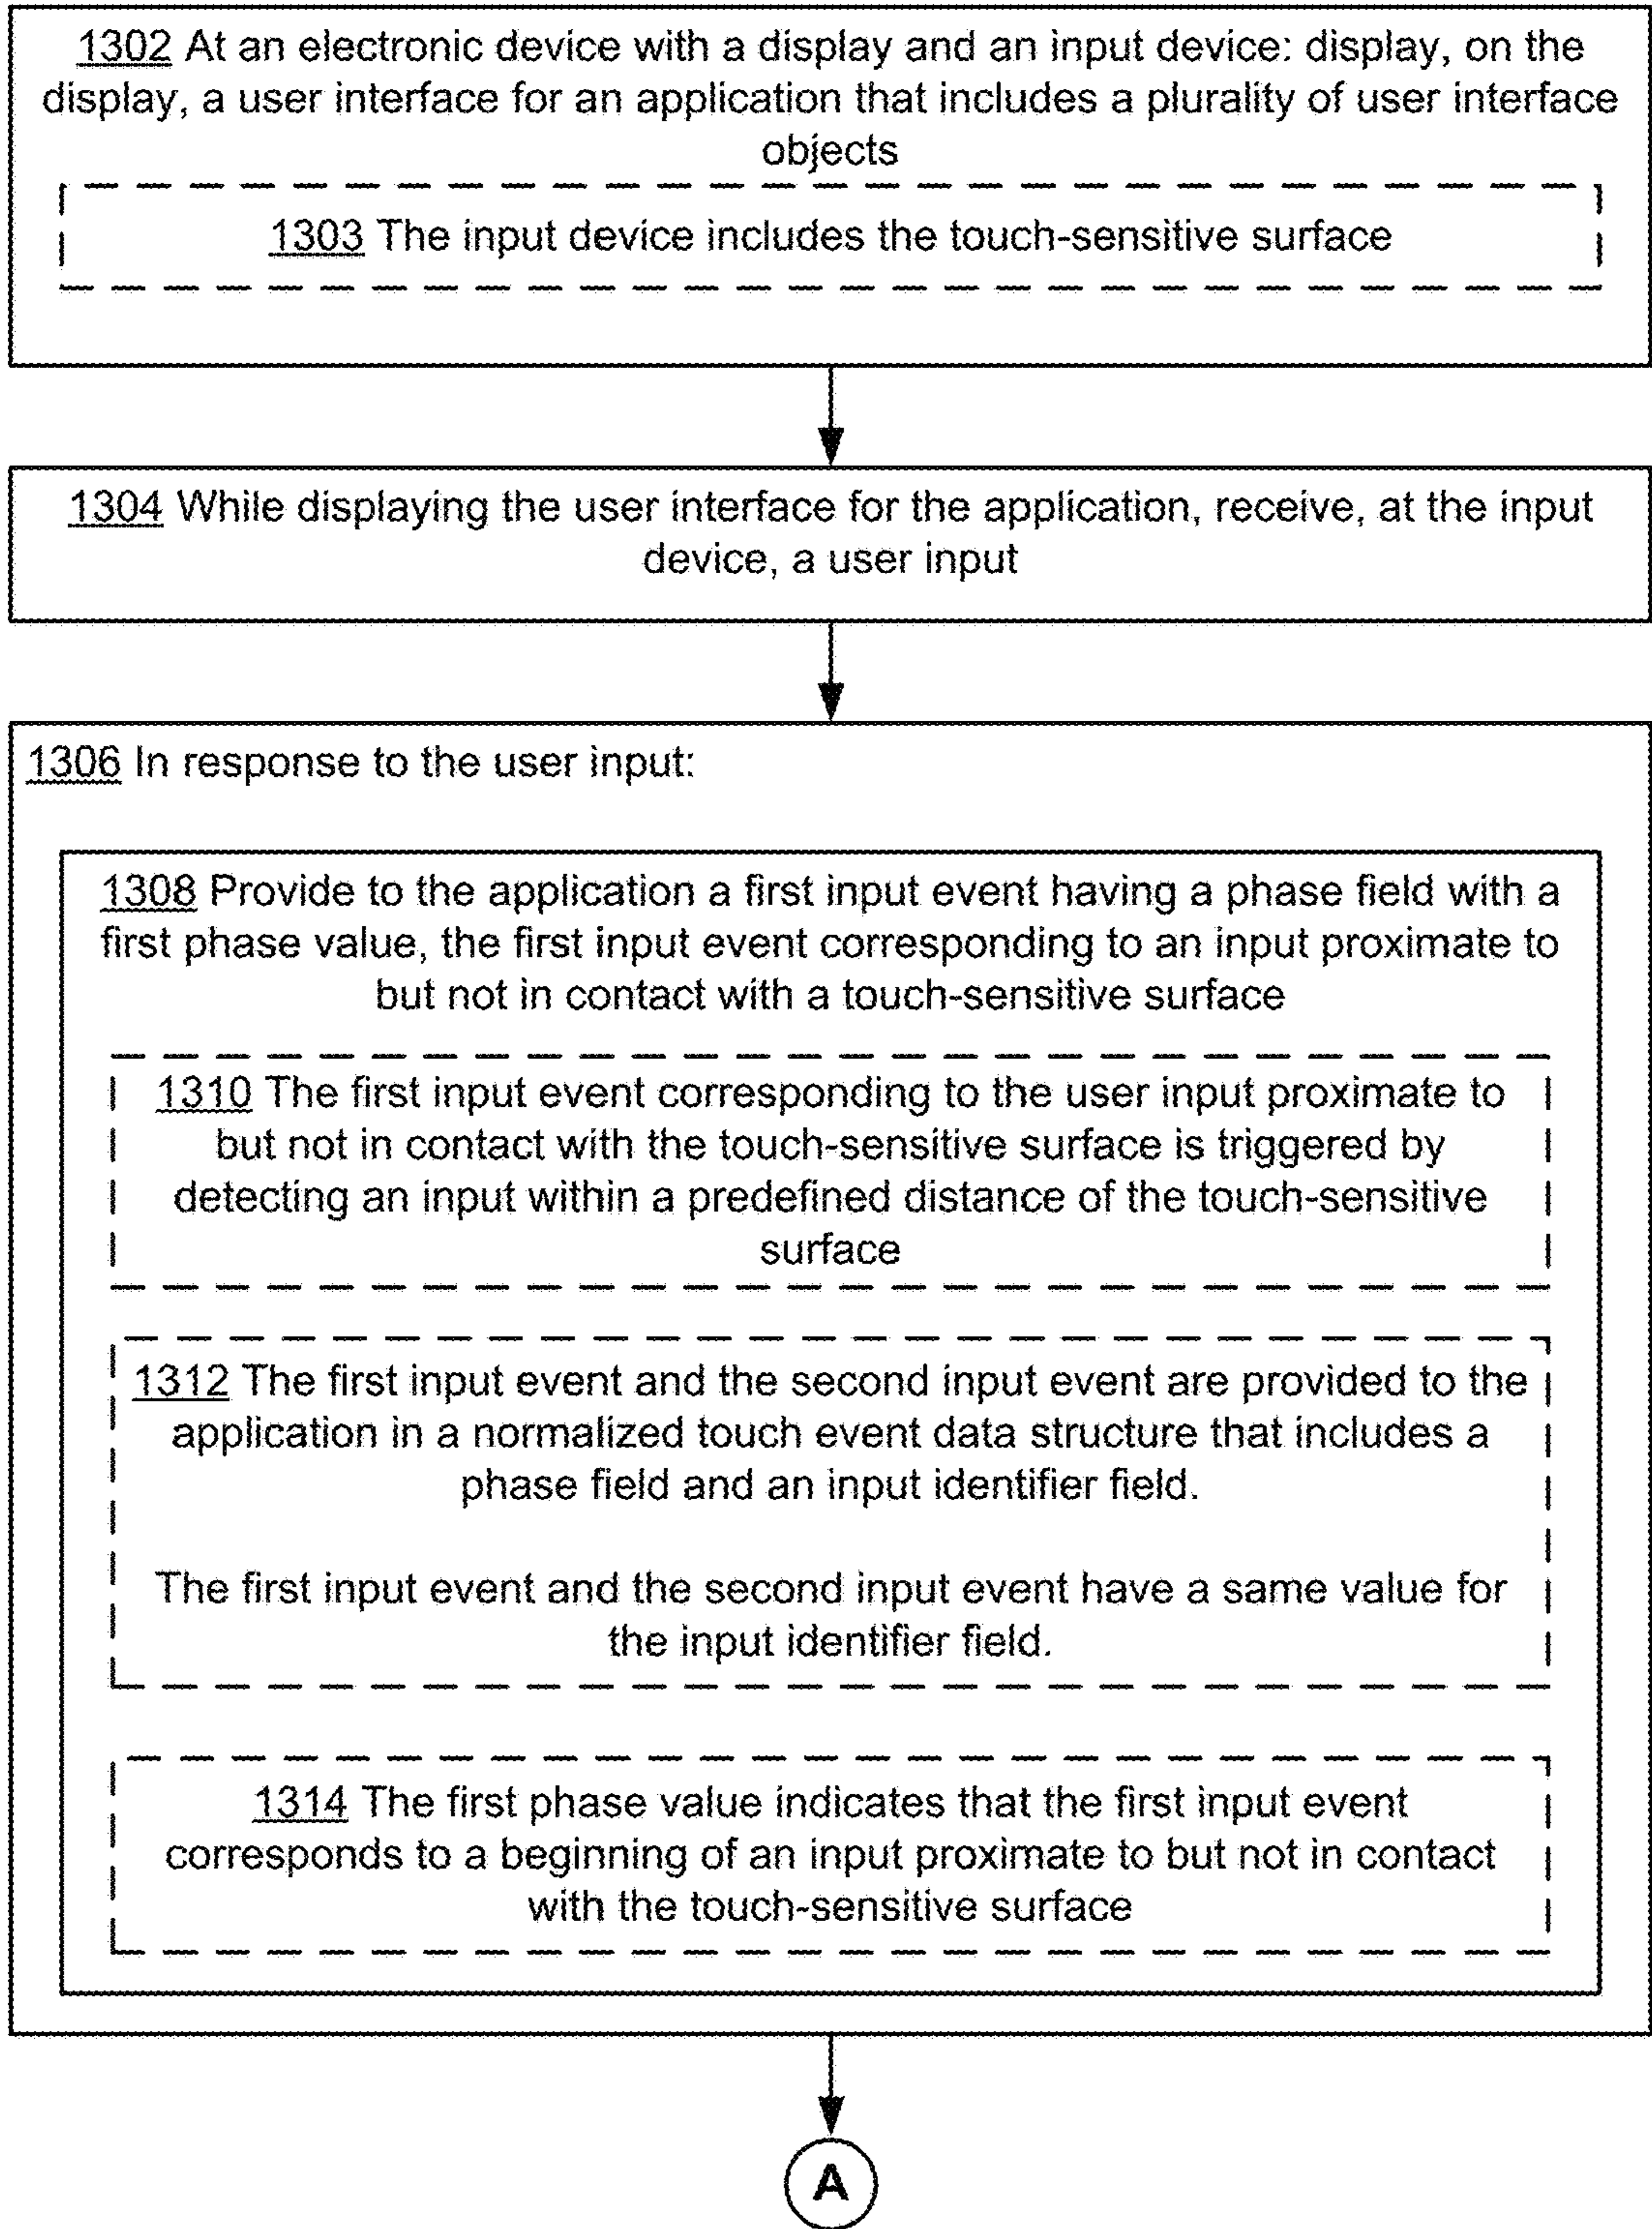 1302 At an electronic device with a display and an input device: display, on the
display, a user interface for an application that includes a plurality of user interface
objects
1303 The input device includes the touch-sensitive surface
1304 While displaying the user interface for the application, receive, at the input
device, a user input
1306 In response to the user input:
1308 Provide to the application a first input event having a phase field with a
first phase value, the first input event corresponding to an input proximate to
but not in contact with a touch-sensitive surface
1310 The first input event corresponding to the user input proximate to
but not in contact with the touch-sensitive surface is triggered by
detecting an input within a predefined distance of the touch-sensitive
surface
1312 The first input event and the second input event are provided to the
application in a normalized touch event data structure that includes a
phase field and an input identifier field.
The first input event and the second input event have a same value for
the input identifier field.
1314 The first phase value indicates that the first input event
corresponds to a beginning of an input proximate to but not in contact
with the touch-sensitive surface
A